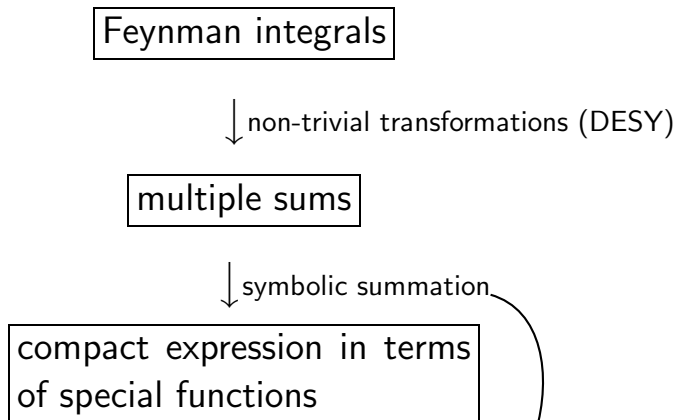 Feynman integrals
non-trivial transformations (DESY)
multiple sums
symbolic summation
compact expression in terms
of special functions